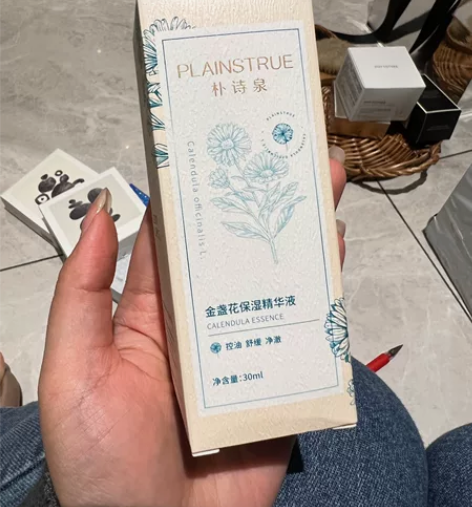 PLAINSTRUE
朴诗泉
PLAINSTRUE
Calendula officinalis L.
金盏花保湿精华液
CALENDULA ESSENCE
控油 舒缓 净澈
净含量:30ml